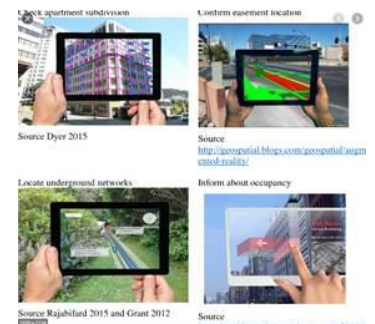 Check apartment subdivision
Confirm easement location
Source Dyer 2015
Source
http://geospatial.blogs.com/geospatial/augm
ented-reality/
Locate underground networks
Inform about occupancy
Source Rajabifard 2015 and Grant 2012
Source